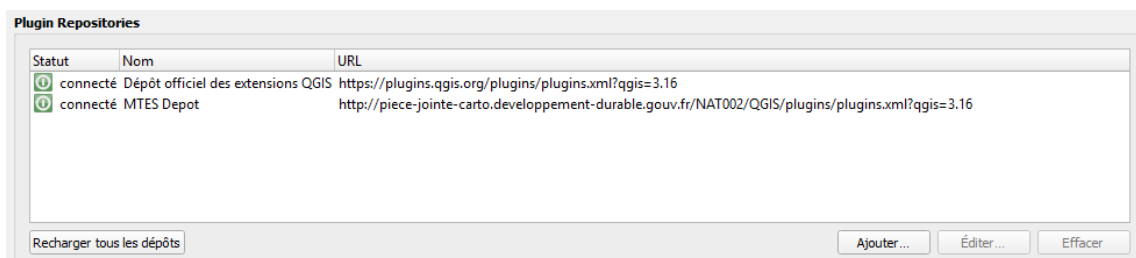 Plugin Repositories
Statut Nom URL
connecté Dépôt officiel des extensions QGIS https://plugins.qgis.org/plugins/plugins.xml?qgis=3.16
connecté MTES Depot http://piece-jointe-carto.developpement-durable.gouv.fr/NAT002/QGIS/plugins/plugins.xml?qgis=3.16
Recharger tous les dépôts Ajouter... Éditer... Effacer